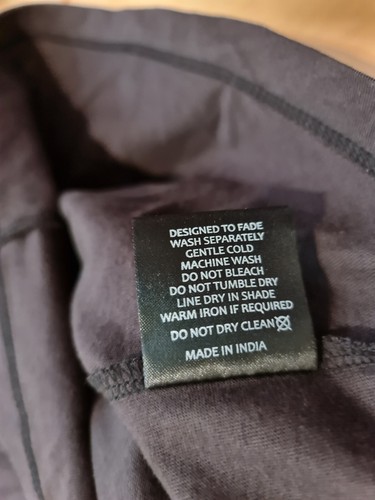 DESIGNED TO FADE
WASH SEPARATELY
GENTLE COLD
MACHINE WASH
DO NOT BLEACH
DO NOT TUMBLE DRY
LINE DRY IN SHADE
WARM IRON IF REQUIRED
DO NOT DRY CLEAN
MADE IN INDIA